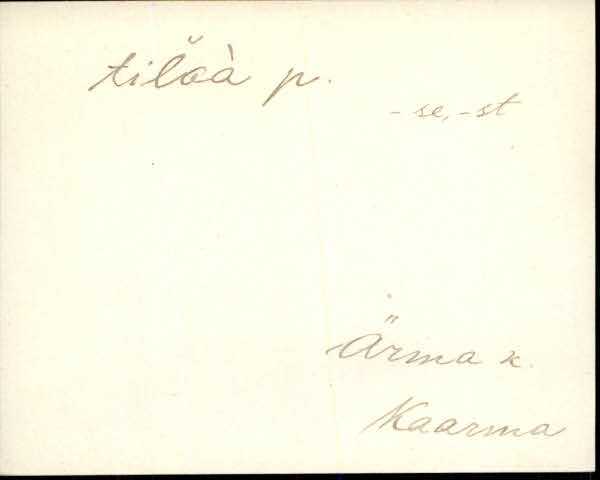 tilŏà p.
-se, -st
Ärma k.
Kaarma